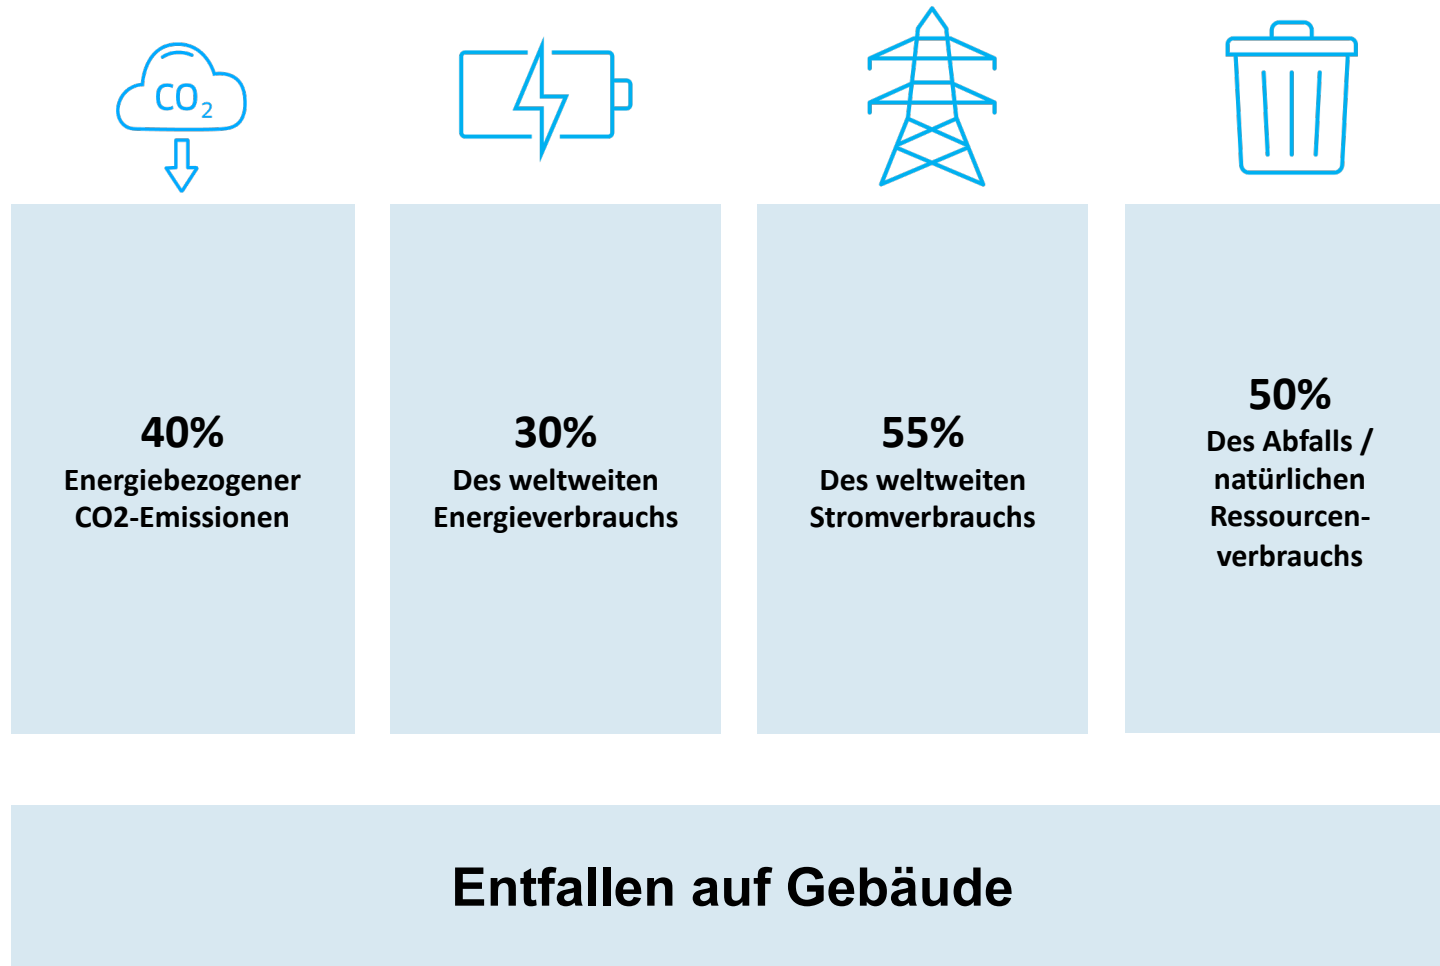 CO2
40%
Energiebezogener
CO2-Emissionen
30%
Des weltweiten
Energieverbrauchs
55%
Des weltweiten
Stromverbrauchs
50%
Des Abfalls /
natürlichen
Ressourcen-
verbrauchs
Entfallen auf Gebäude